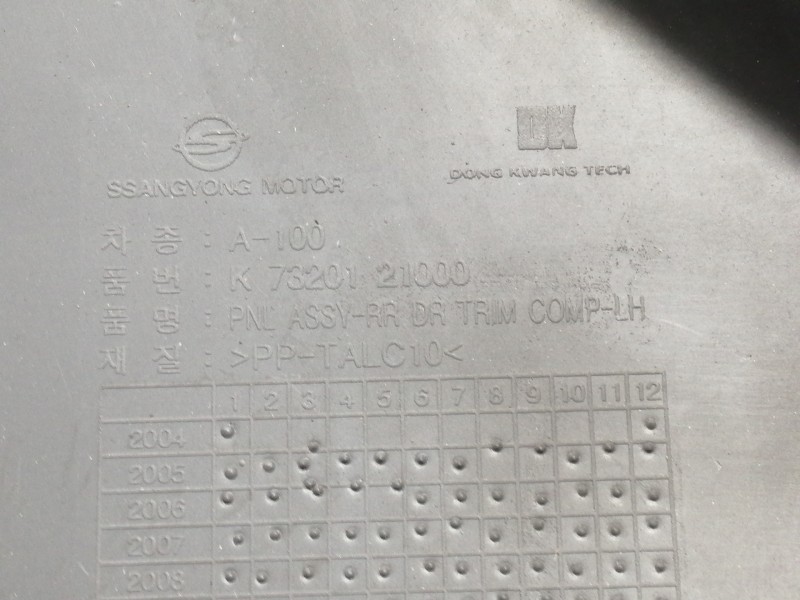 DK
SSANGYONG MOTOR
DONG KWANG TECH
차 종 : A-100
품 번 : K 73201 21000
품 명 : PNL ASSY-RR DR TRIM COMP-LH
재 질 : >PP-TALC10<
1 2 3 4 5 6 7 8 9 10 11 12
2004
2005
2006
2007
2008